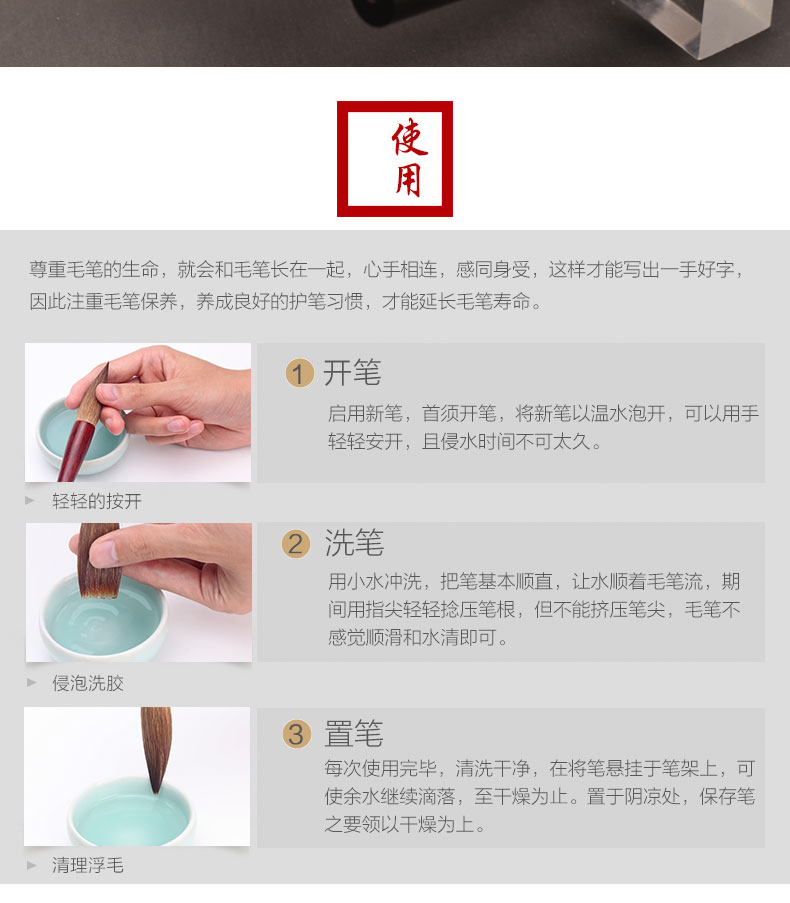 使
用
尊重毛笔的生命，就会和毛笔长在一起，心手相连，感同身受，这样才能写出一手好字，
因此注重毛笔保养，养成良好的护笔习惯，才能延长毛笔寿命。
1 开笔
启用新笔，首须开笔，将新笔以温水泡开，可以用手
轻轻安开，且侵水时间不可太久。
轻轻的按开
2 洗笔
用小水冲洗，把笔基本顺直，让水顺着毛笔流，期
间用指尖轻轻捻压笔根，但不能挤压笔尖，毛笔不
感觉顺滑和水清即可。
侵泡洗胶
3 置笔
每次使用完毕，清洗干净，在将笔悬挂于笔架上，可
使余水继续滴落，至干燥为止。置于阴凉处，保存笔
之要领以干燥为上。
清理浮毛